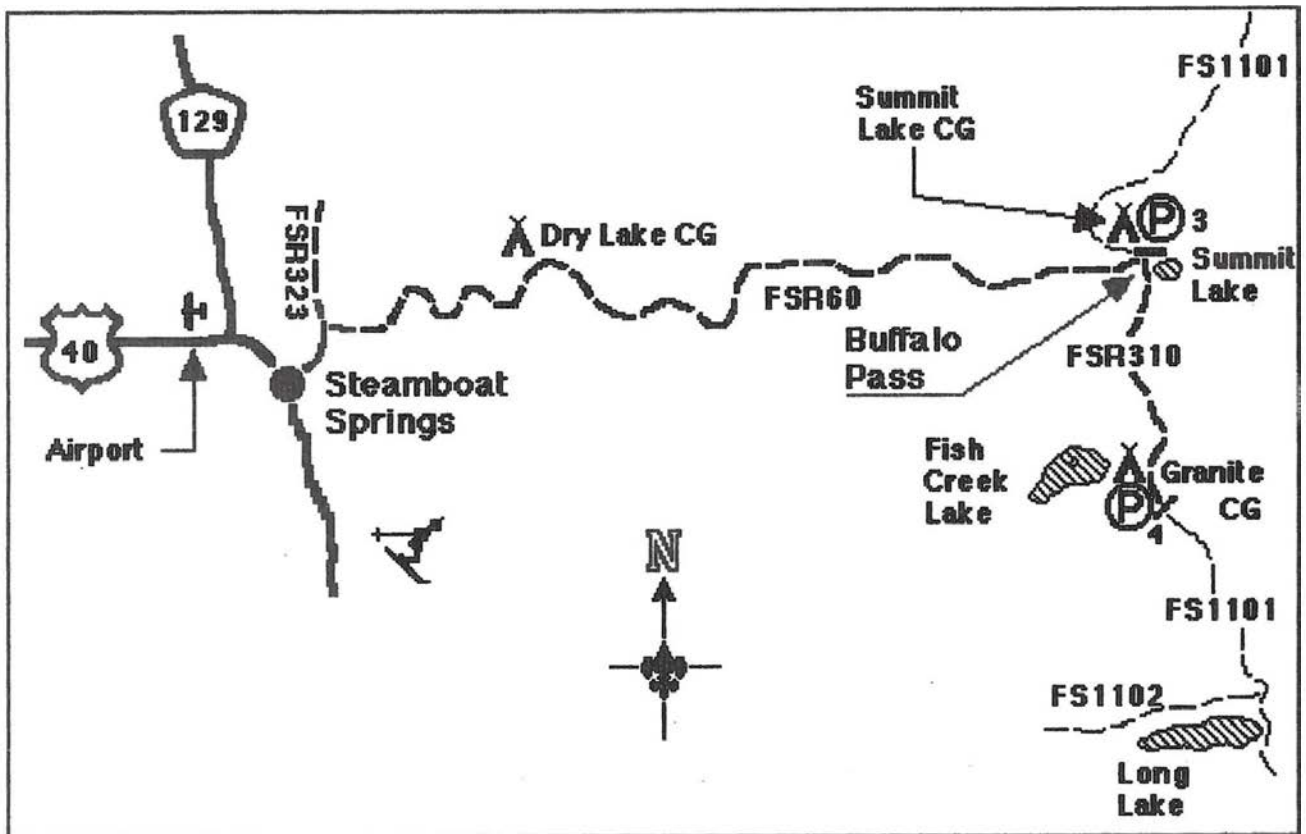 FS1101
Summit
Lake CG
129
FSR323
Dry Lake CG
P 3
Summit
Lake
FSR60
40
Buffalo
Pass
FSR310
Steamboat
Springs
Airport
Fish
Creek
Lake
Granite
CG
P
4
N
FS1101
FS1102
Long
Lake